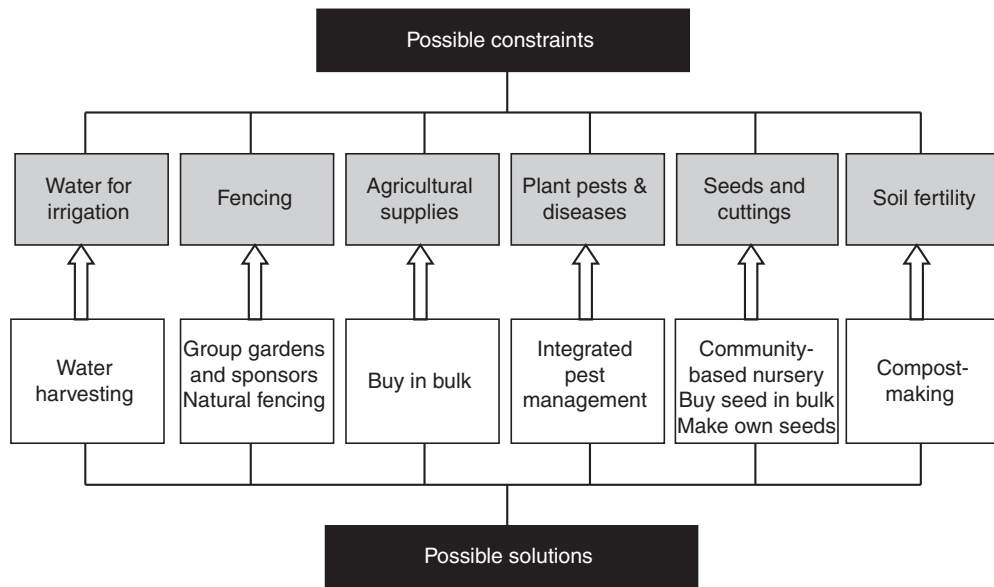 Possible constraints
Water for
irrigation
Fencing
Agricultural
supplies
Plant pests &
diseases
Seeds and
cuttings
Soil fertility
Water
harvesting
Group gardens
and sponsors
Natural fencing
Buy in bulk
Integrated
pest
management
Community-
based nursery
Buy seed in bulk
Make own seeds
Compost-
making
Possible solutions